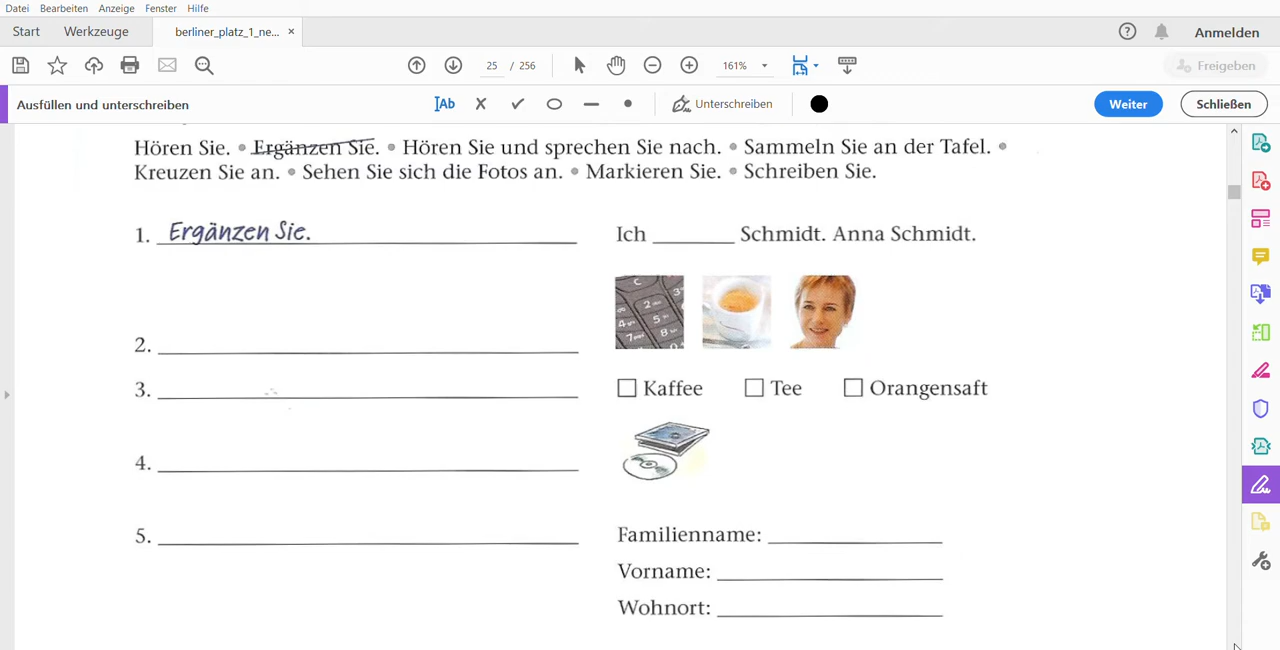 Datei Bearbeiten Anzeige Fenster Hilfe
Start Werkzeuge berliner_platz_1_ne... × Anmelden
25 / 256 161% Freigeben
Ausfüllen und unterschreiben Ab Unterschreiben Weiter Schließen
Hören Sie. • Ergänzen Sie. • Hören Sie und sprechen Sie nach. • Sammeln Sie an der Tafel. •
Kreuzen Sie an. • Sehen Sie sich die Fotos an. • Markieren Sie. • Schreiben Sie.
1. Ergänzen Sie. Ich ________ Schmidt. Anna Schmidt.
2.
3. Kaffee Tee Orangensaft
4.
5. Familienname:
Vorname:
Wohnort: